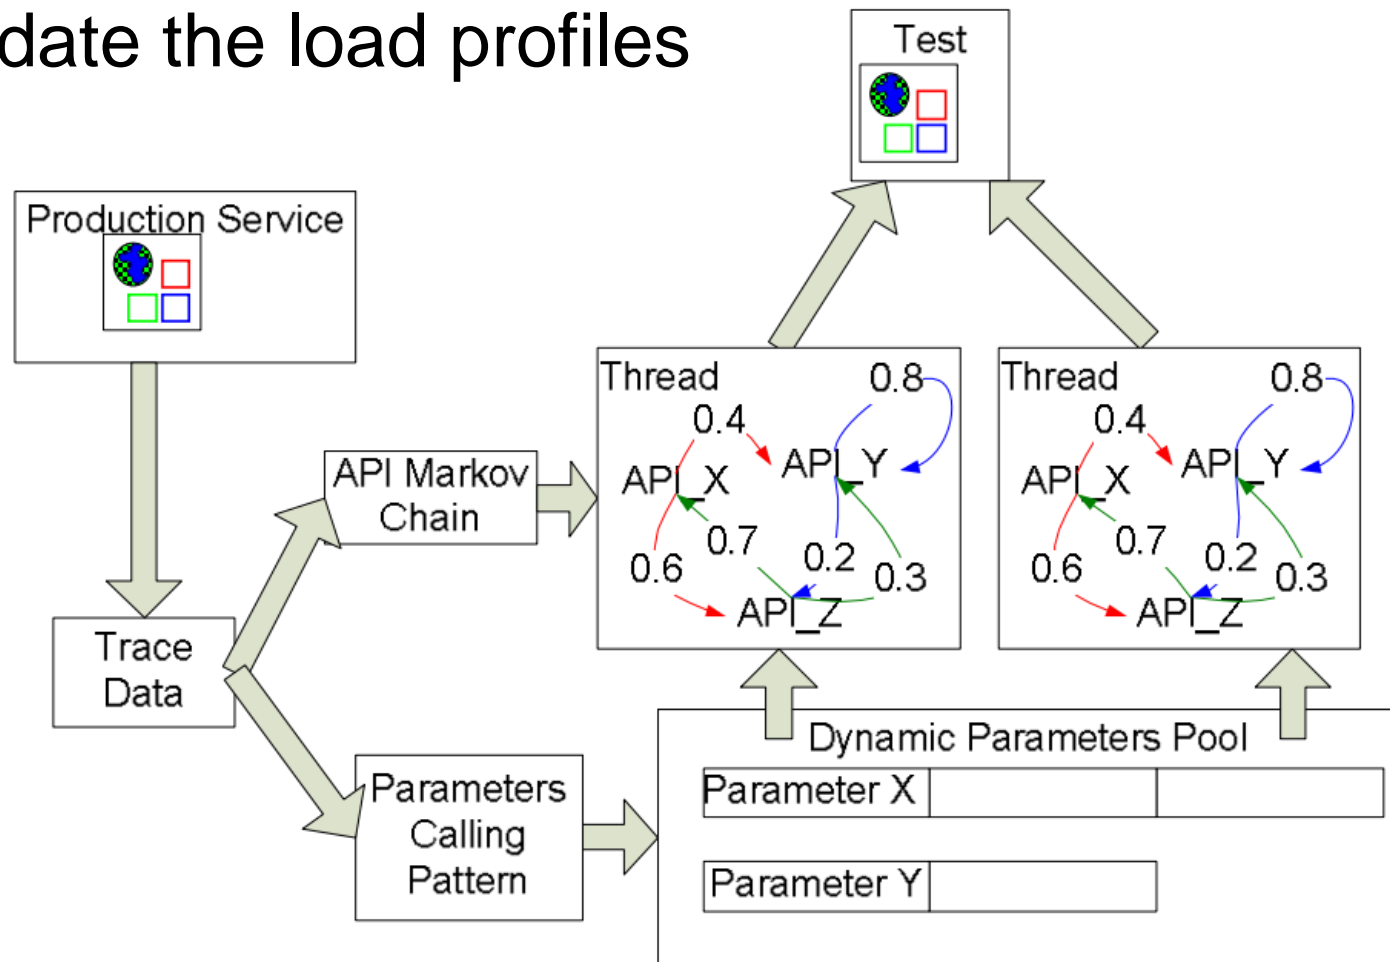 date the load profiles
Test
Production Service
Thread
0.8
0.4
API_Y
API_X
0.7
0.2
0.6
0.3
API_Z
Thread
0.8
0.4
API_Y
API_X
0.7
0.2
0.6
0.3
API_Z
API Markov
Chain
Trace
Data
Parameters
Calling
Pattern
Dynamic Parameters Pool
Parameter X
Parameter Y